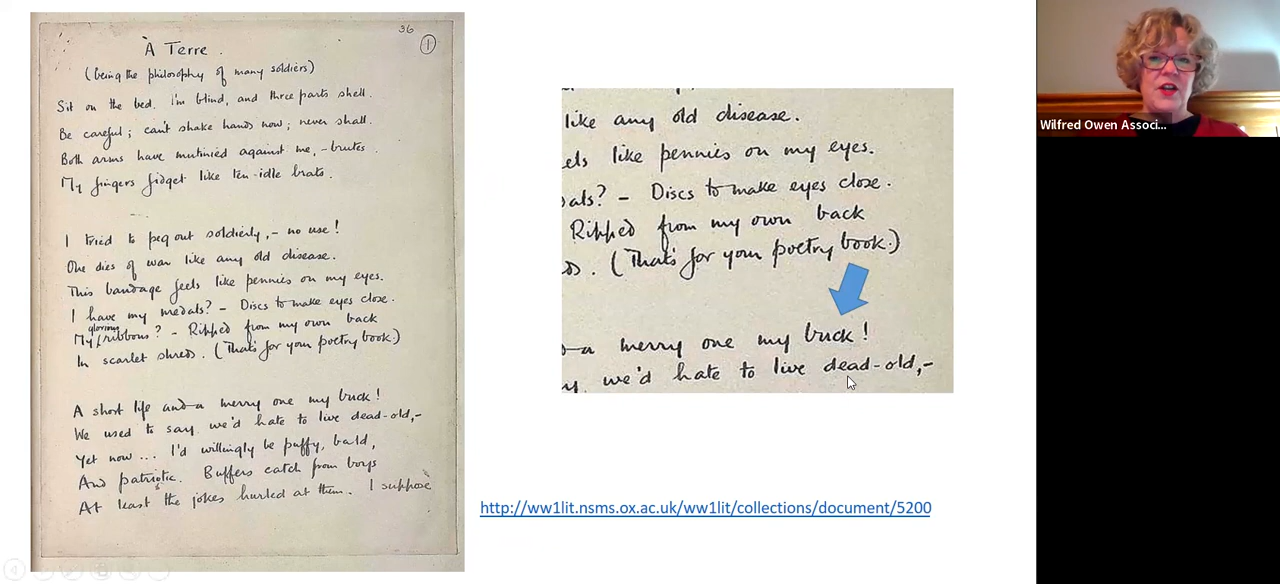 36
1
À Terre.
(being the philosophy of many soldiers)
Sit on the bed. I'm blind, and three parts shell.
Be careful; can't shake hands now; never shall.
Both arms have mutinied against me, - brutes.
My fingers fidget like ten idle brats.
I tried to peg out soldierly, - no use!
One dies of war like any old disease.
This bandage feels like pennies on my eyes.
I have my medals? - Discs to make eyes close.
My glorious ribbons? - Ripped from my own back
In scarlet shreds. (That's for your poetry book.)
A short life and a merry one my buck!
We used to say we'd hate to live dead-old, -
Yet now... I'd willingly be puffy, bald,
And patriotic. Buffers catch from boys
At least the jokes hurled at them. I suppose
like any old disease.
els like pennies on my eyes.
als? - Discs to make eyes close.
Ripped from my own back
ds. (That's for your poetry book.)
a merry one my buck!
y we'd hate to live dead-old, -
http://ww1lit.nsms.ox.ac.uk/ww1lit/collections/document/5200
Wilfred Owen Associ...